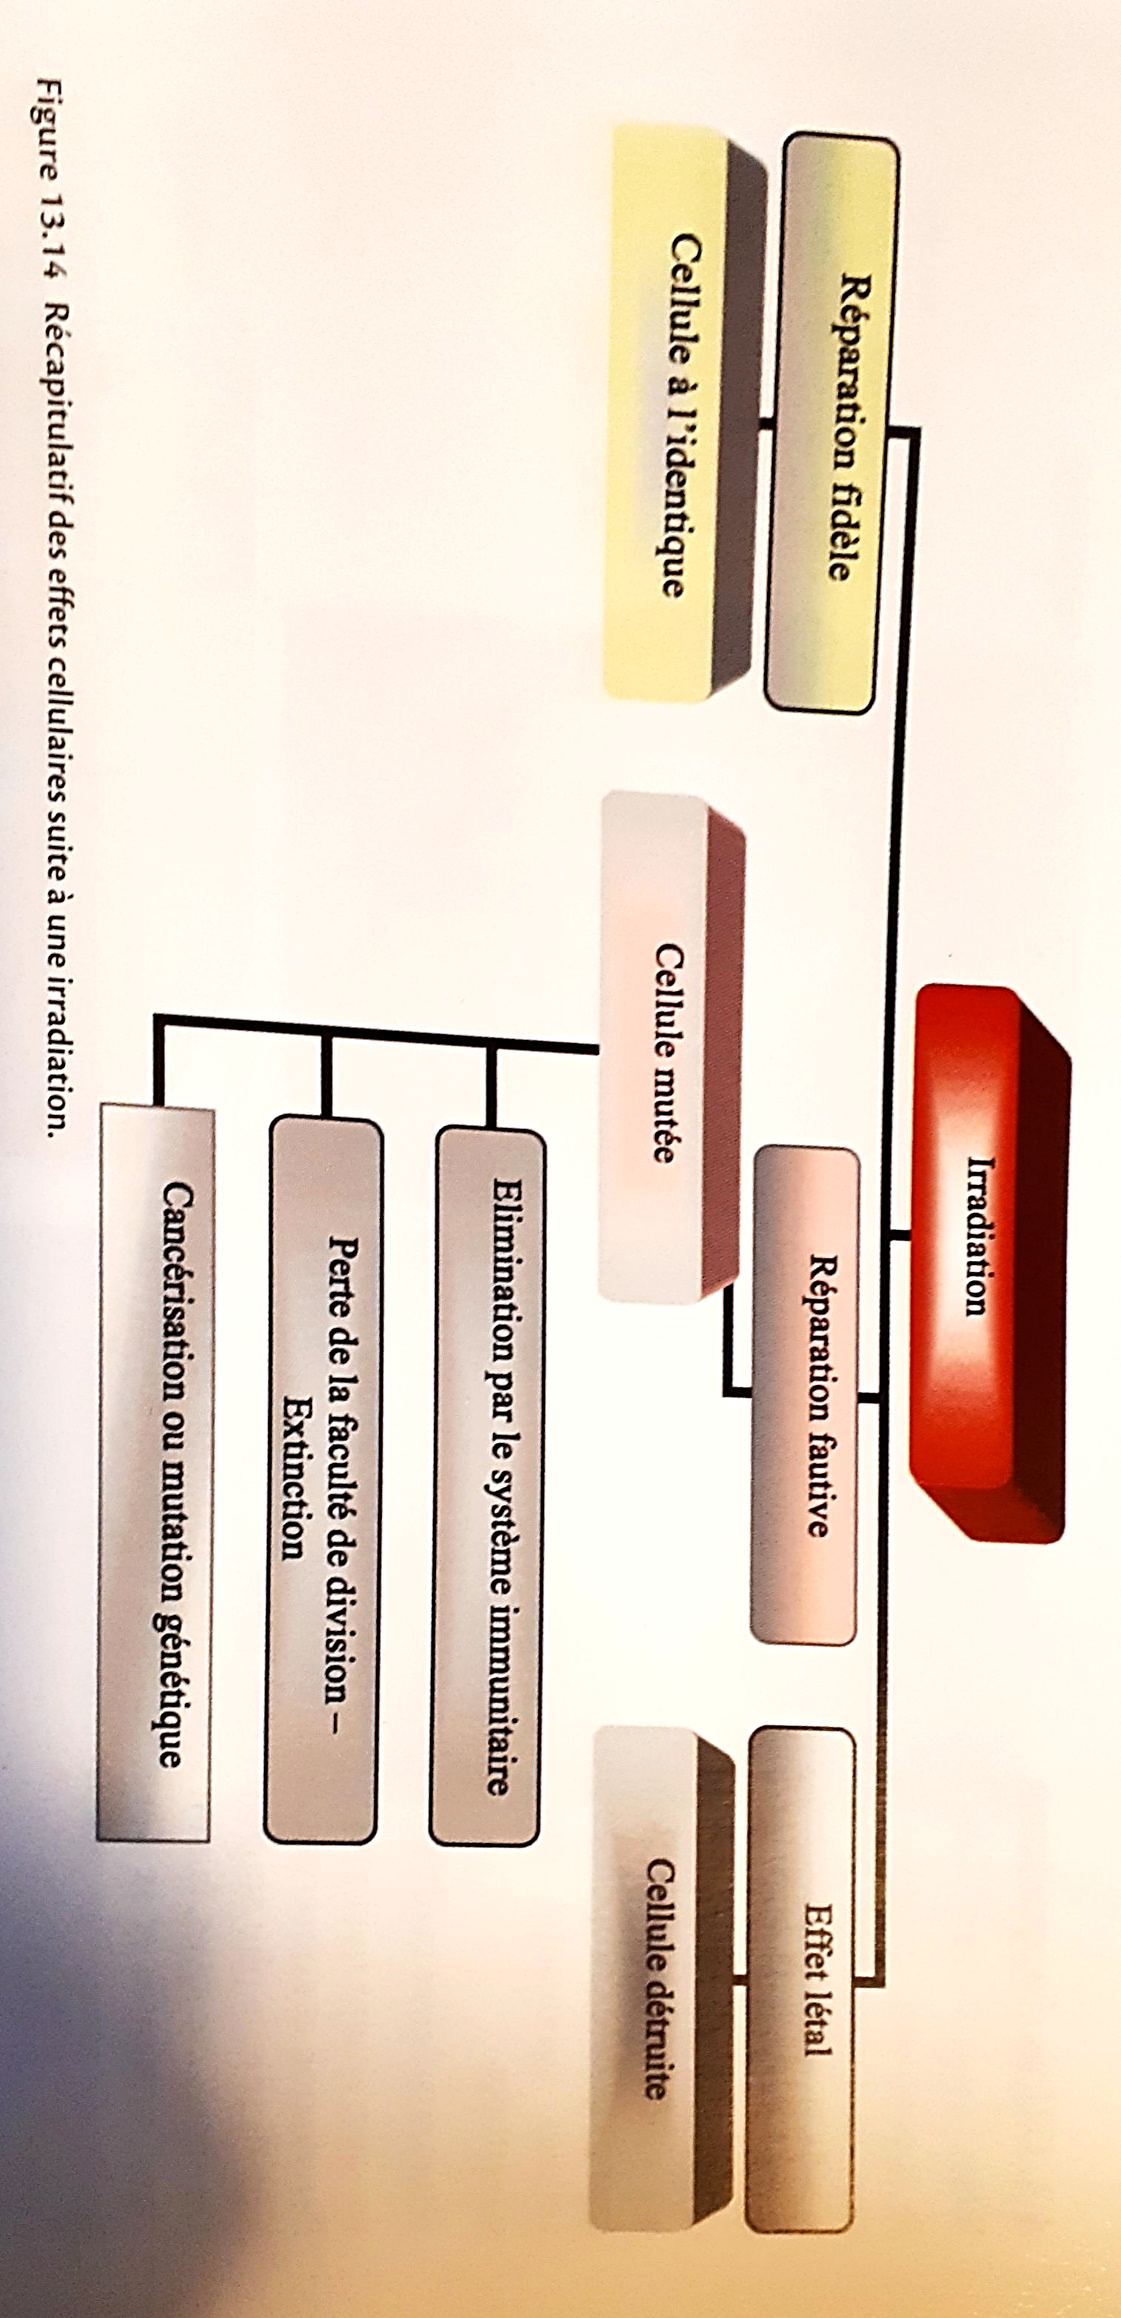 Irradiation
Réparation fidèle
Réparation fautive
Effet létal
Cellule à l'identique
Cellule mutée
Cellule détruite
Elimination par le système immunitaire
Perte de la faculté de division –
Extinction
Cancérisation ou mutation génétique
Figure 13.14 Récapitulatif des effets cellulaires suite à une irradiation.